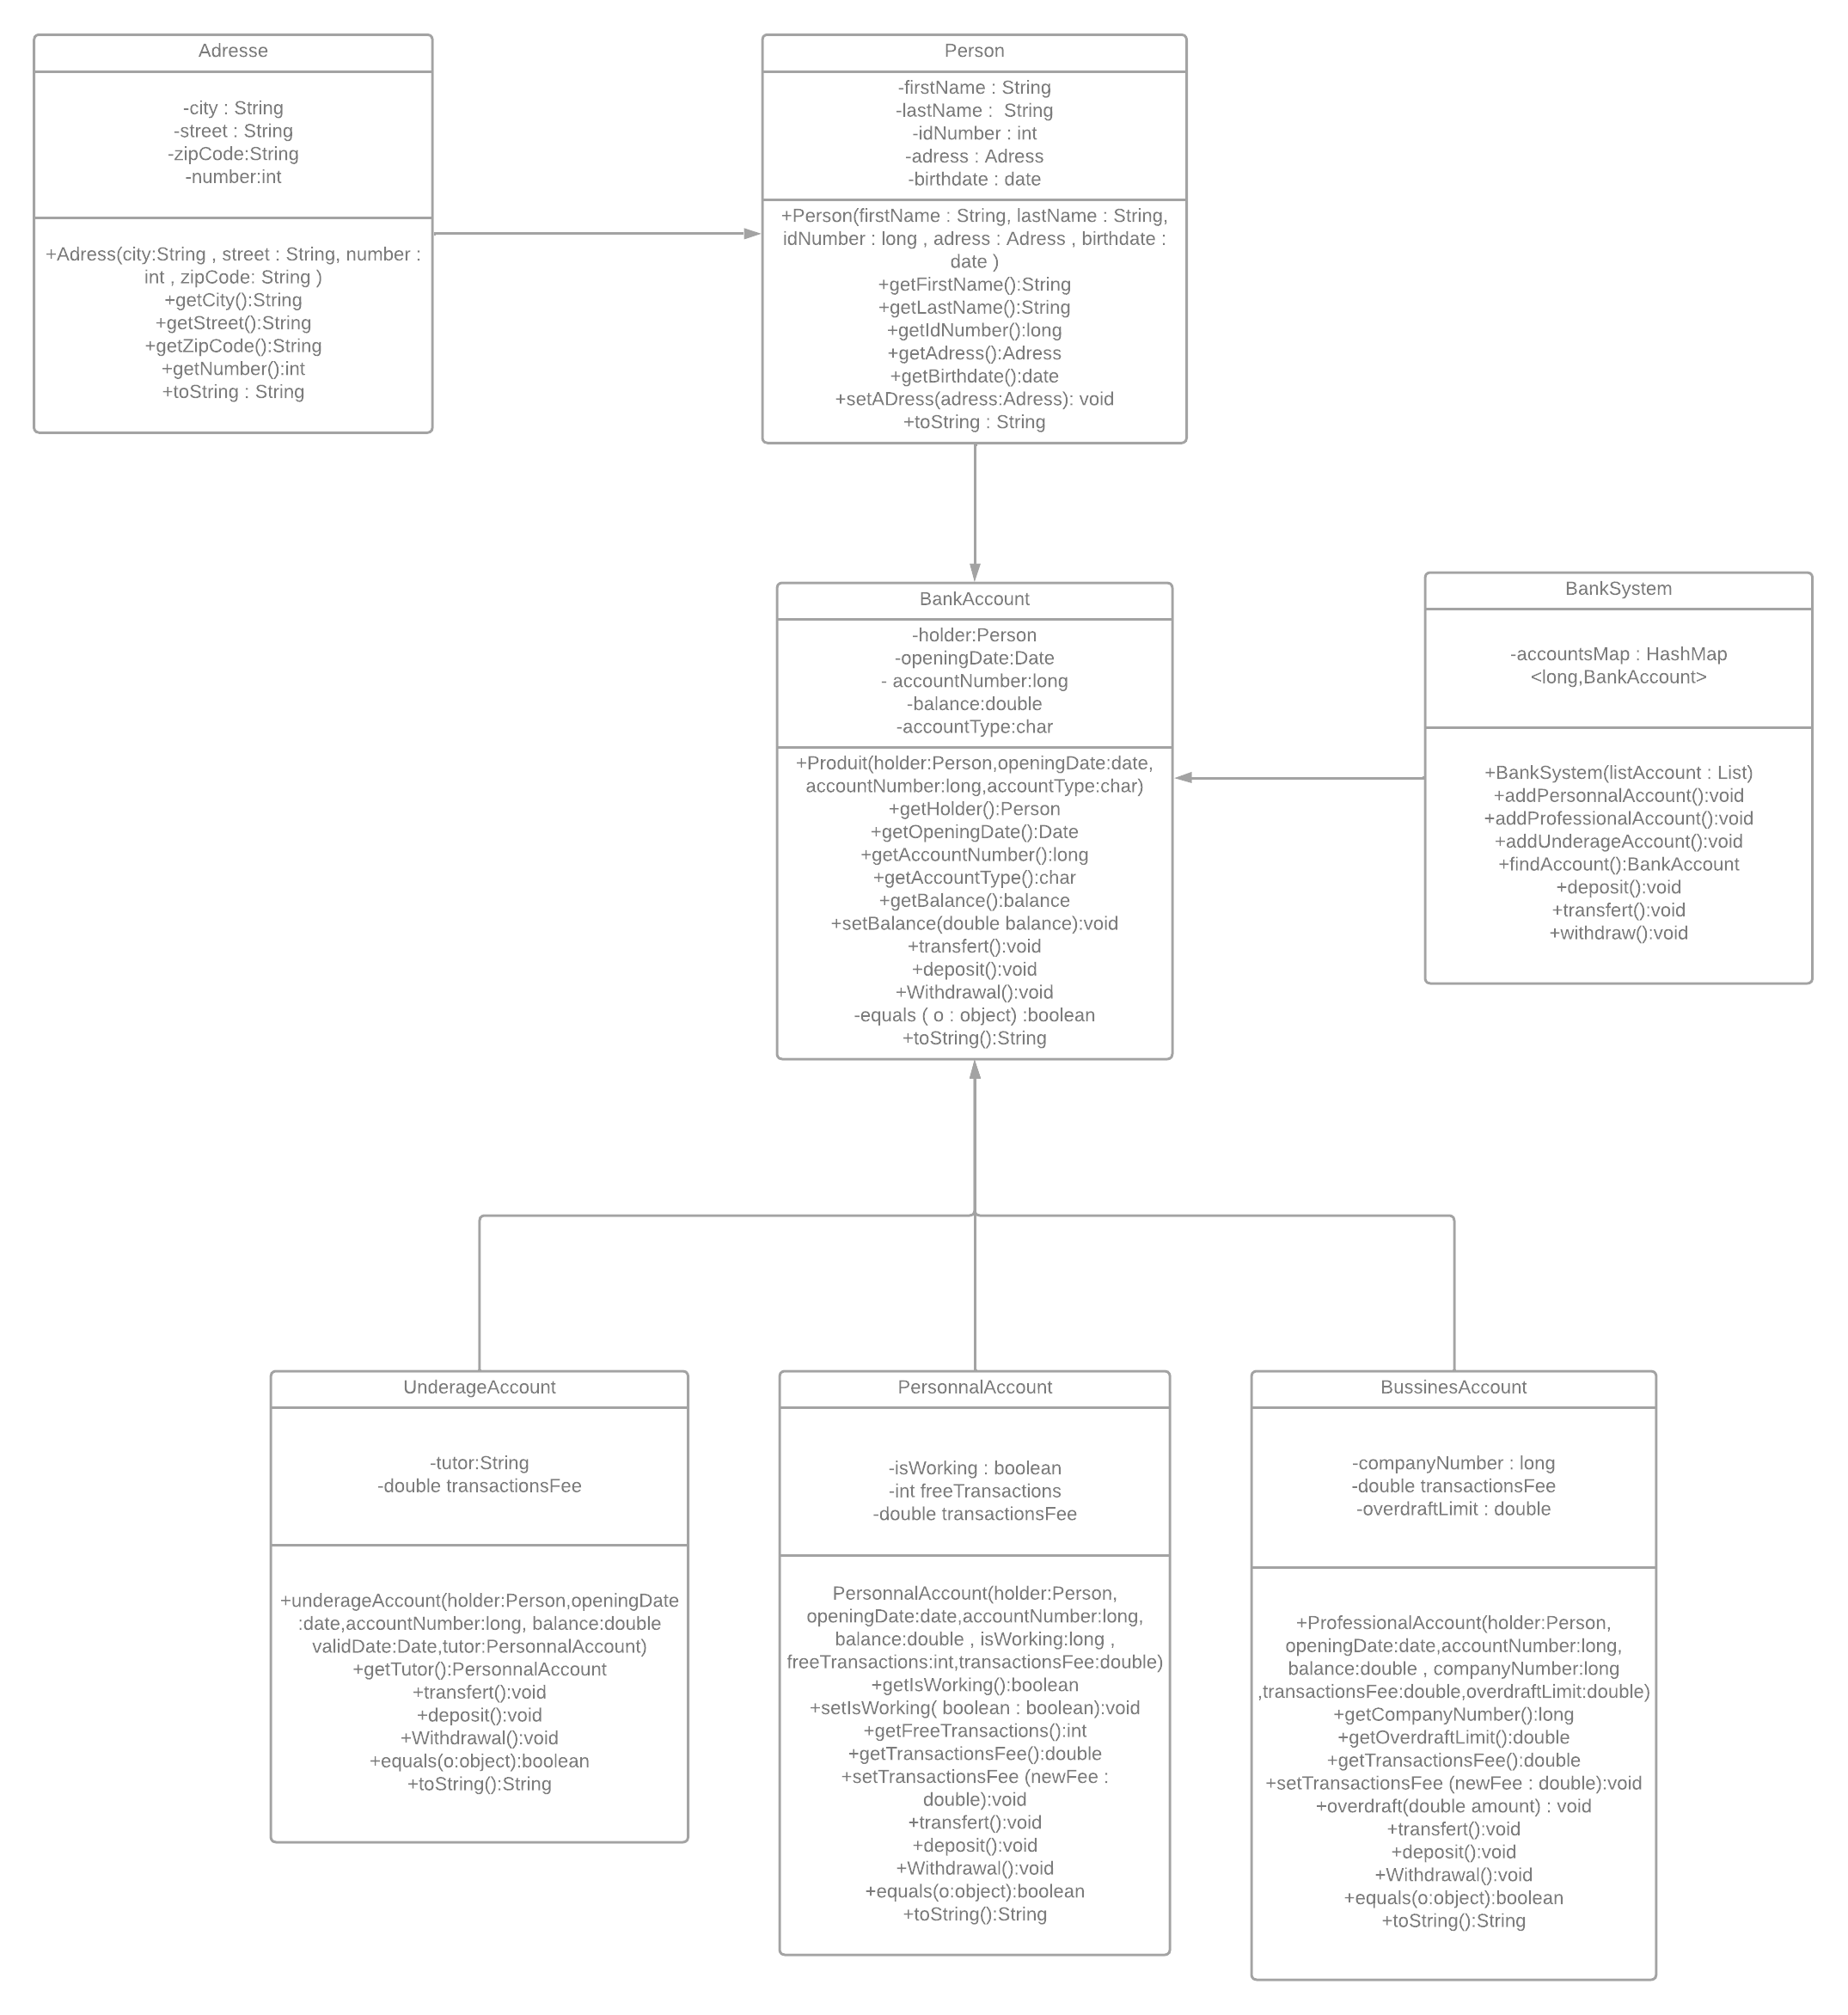 Adresse
-city : String
-street : String
-zipCode:String
-number:int
+Adress(city:String , street : String, number :
int , zipCode: String )
+getCity():String
+getStreet():String
+getZipCode():String
+getNumber():int
+toString : String
Person
-firstName : String
-lastName :  String
-idNumber : int
-adress : Adress
-birthdate : date
+Person(firstName : String, lastName : String,
idNumber : long , adress : Adress , birthdate :
date )
+getFirstName():String
+getLastName():String
+getIdNumber():long
+getAdress():Adress
+getBirthdate():date
+setADress(adress:Adress): void
+toString : String
BankAccount
-holder:Person
-openingDate:Date
- accountNumber:long
-balance:double
-accountType:char
+Produit(holder:Person,openingDate:date,
accountNumber:long,accountType:char)
+getHolder():Person
+getOpeningDate():Date
+getAccountNumber():long
+getAccountType():char
+getBalance():balance
+setBalance(double balance):void
+transfert():void
+deposit():void
+Withdrawal():void
-equals ( o : object) :boolean
+toString():String
BankSystem
-accountsMap : HashMap
<long,BankAccount>
+BankSystem(listAccount : List)
+addPersonnalAccount():void
+addProfessionalAccount():void
+addUnderageAccount():void
+findAccount():BankAccount
+deposit():void
+transfert():void
+withdraw():void
UnderageAccount
-tutor:String
-double transactionsFee
+underageAccount(holder:Person,openingDate
:date,accountNumber:long, balance:double
validDate:Date,tutor:PersonnalAccount)
+getTutor():PersonnalAccount
+transfert():void
+deposit():void
+Withdrawal():void
+equals(o:object):boolean
+toString():String
PersonnalAccount
-isWorking : boolean
-int freeTransactions
-double transactionsFee
PersonnalAccount(holder:Person,
openingDate:date,accountNumber:long,
balance:double , isWorking:long ,
freeTransactions:int,transactionsFee:double)
+getIsWorking():boolean
+setIsWorking( boolean : boolean):void
+getFreeTransactions():int
+getTransactionsFee():double
+setTransactionsFee (newFee :
double):void
+transfert():void
+deposit():void
+Withdrawal():void
+equals(o:object):boolean
+toString():String
BussinesAccount
-companyNumber : long
-double transactionsFee
-overdraftLimit : double
+ProfessionalAccount(holder:Person,
openingDate:date,accountNumber:long,
balance:double , companyNumber:long
,transactionsFee:double,overdraftLimit:double)
+getCompanyNumber():long
+getOverdraftLimit():double
+getTransactionsFee():double
+setTransactionsFee (newFee : double):void
+overdraft(double amount) : void
+transfert():void
+deposit():void
+Withdrawal():void
+equals(o:object):boolean
+toString():String